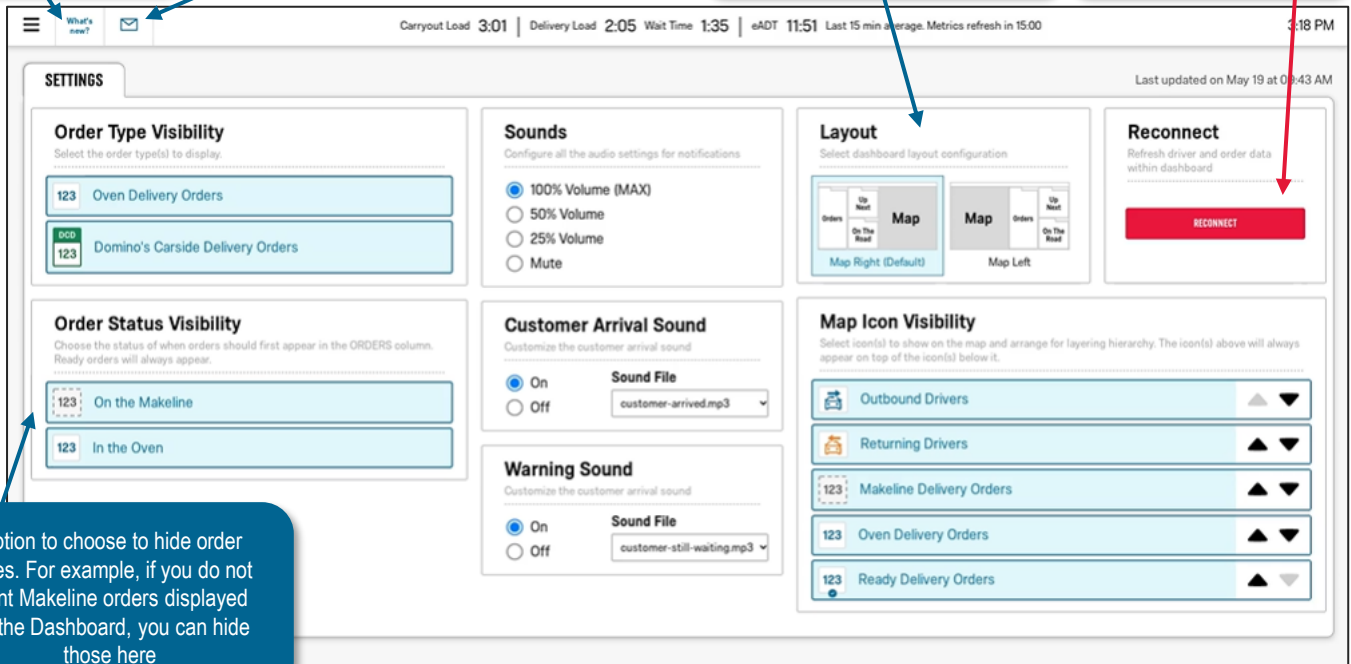 What's
new?
Carryout Load 3:01 | Delivery Load 2:05 Wait Time 1:35 | eADT 11:51 Last 15 min average. Metrics refresh in 15:00
3:18 PM
SETTINGS
Last updated on May 19 at 09:43 AM
Order Type Visibility
Select the order type(s) to display.
123 Oven Delivery Orders
DCD
123 Domino's Carside Delivery Orders
Order Status Visibility
Choose the status of when orders should first appear in the ORDERS column.
Ready orders will always appear.
123 On the Makeline
123 In the Oven
Sounds
Configure all the audio settings for notifications
100% Volume (MAX)
50% Volume
25% Volume
Mute
Customer Arrival Sound
Customize the customer arrival sound
On
Off
Sound File
customer-arrived.mp3
Warning Sound
Customize the customer arrival sound
On
Off
Sound File
customer-still-waiting.mp3
Layout
Select dashboard layout configuration
Orders
Up
Next
On The
Road
Map
Map Right (Default)
Map
Orders
Up
Next
On The
Road
Map Left
Reconnect
Refresh driver and order data
within dashboard
RECONNECT
Map Icon Visibility
Select icon(s) to show on the map and arrange for layering hierarchy. The icon(s) above will always
appear on top of the icon(s) below it.
Outbound Drivers
Returning Drivers
123 Makeline Delivery Orders
123 Oven Delivery Orders
123 Ready Delivery Orders
to choose to hide order
For example, if you do not
Makeline orders displayed
the Dashboard, you can hide
those here